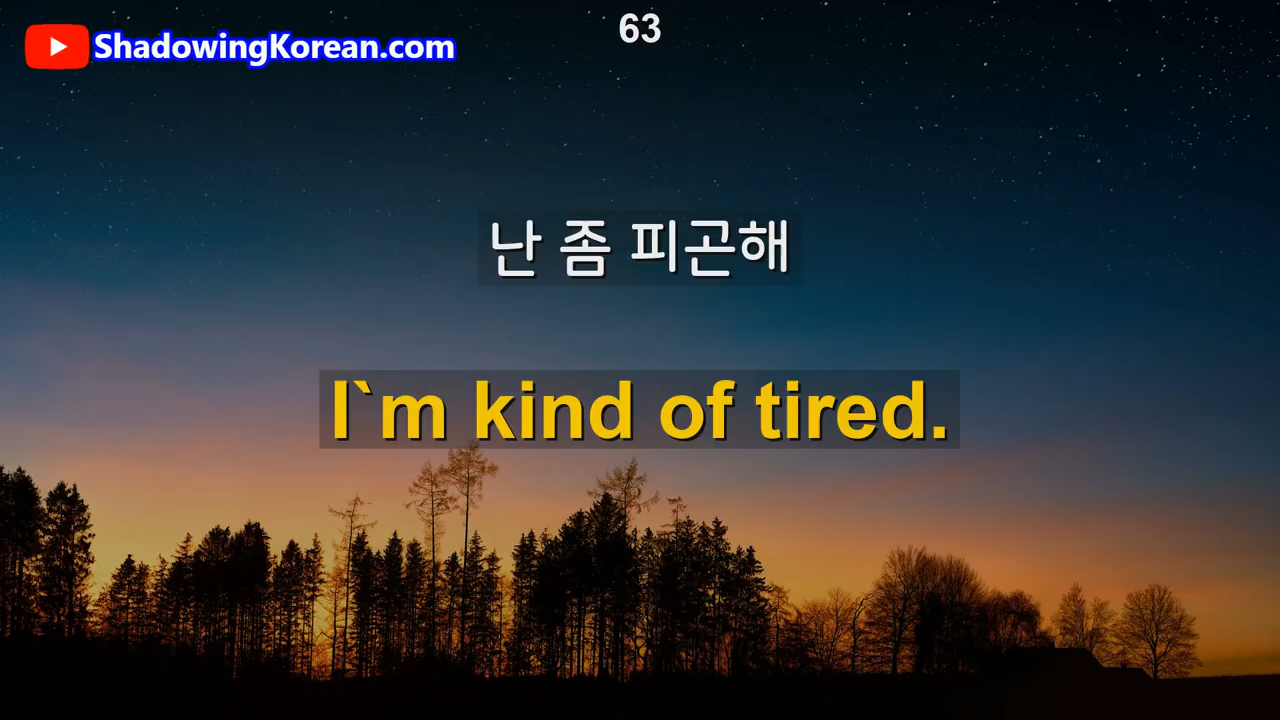 63
ShadowingKorean.com
난 좀 피곤해
I`m kind of tired.